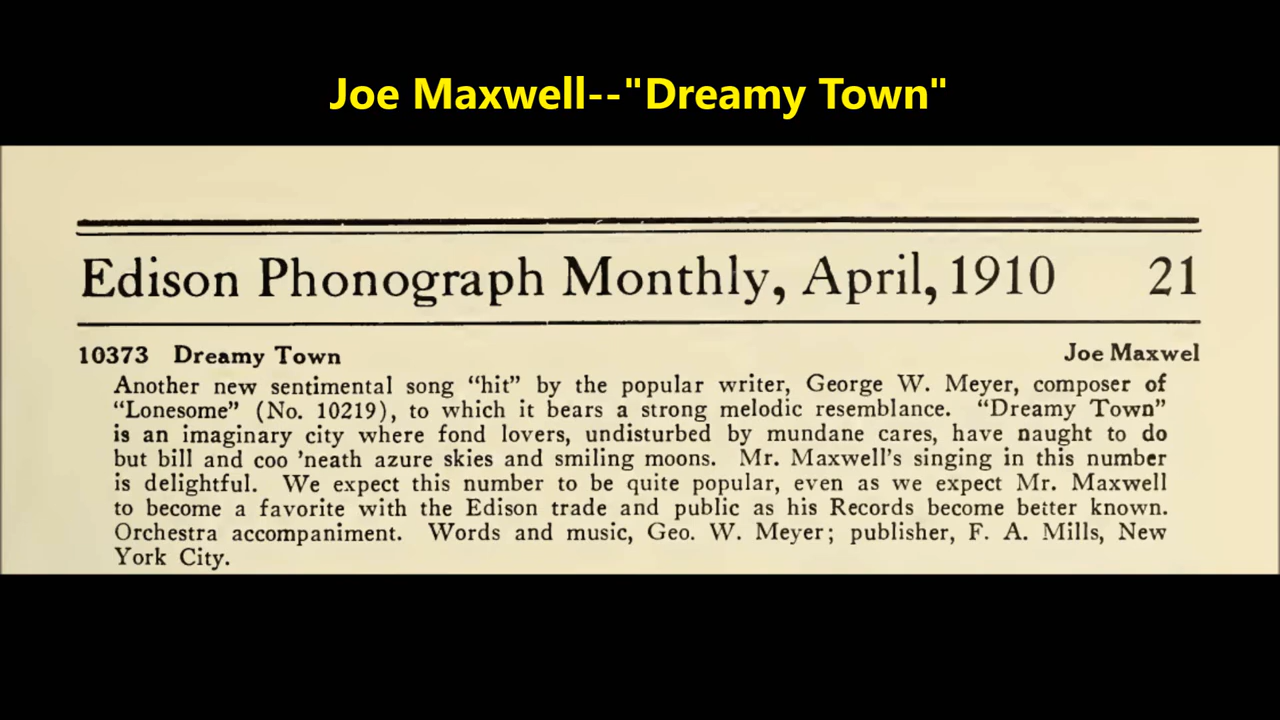 Joe Maxwell--"Dreamy Town"
Edison Phonograph Monthly, April, 1910 21
10373 Dreamy Town Joe Maxwel
Another new sentimental song “hit” by the popular writer, George W. Meyer, composer of
“Lonesome” (No. 10219), to which it bears a strong melodic resemblance. “Dreamy Town”
is an imaginary city where fond lovers, undisturbed by mundane cares, have naught to do
but bill and coo ’neath azure skies and smiling moons. Mr. Maxwell’s singing in this number
is delightful. We expect this number to be quite popular, even as we expect Mr. Maxwell
to become a favorite with the Edison trade and public as his Records become better known.
Orchestra accompaniment. Words and music, Geo. W. Meyer; publisher, F. A. Mills, New
York City.